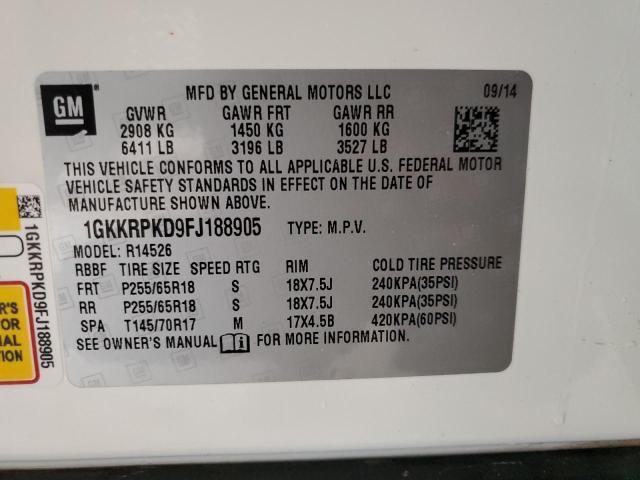 GM
MFD BY GENERAL MOTORS LLC 09/14
GVWR GAWR FRT GAWR RR
2908 KG 1450 KG 1600 KG
6411 LB 3196 LB 3527 LB
THIS VEHICLE CONFORMS TO ALL APPLICABLE U.S. FEDERAL MOTOR
VEHICLE SAFETY STANDARDS IN EFFECT ON THE DATE OF
MANUFACTURE SHOWN ABOVE.
1GKKRPKD9FJ188905 TYPE: M.P.V.
MODEL: R14526
RBBF TIRE SIZE SPEED RTG RIM COLD TIRE PRESSURE
FRT P255/65R18 S 18X7.5J 240KPA(35PSI)
RR P255/65R18 S 18X7.5J 240KPA(35PSI)
SPA T145/70R17 M 17X4.5B 420KPA(60PSI)
SEE OWNER'S MANUAL FOR MORE INFORMATION.
1GKKRPKD9FJ188905